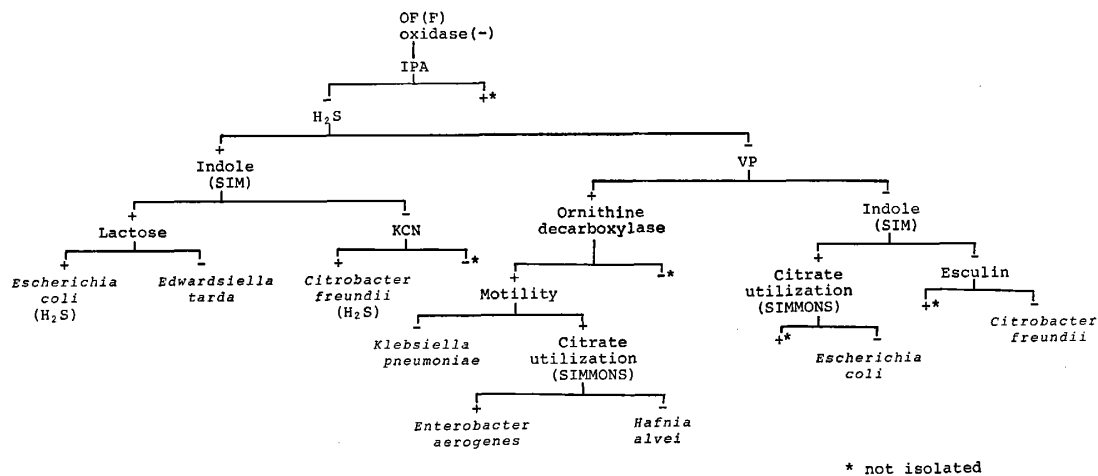 OF(F)
oxidase(-)
IPA
- +*
H₂S
+ -
Indole
(SIM)
VP
+ -
Lactose
KCN
+ -
Ornithine
decarboxylase
Indole
(SIM)
+ -
Escherichia
coli
(H₂S)
Edwardsiella
tarda
+ -*
Citrobacter
freundii
(H₂S)
+ -*
Motility
+ -
Citrate
utilization
(SIMMONS)
Esculin
- +
Klebsiella
pneumoniae
Citrate
utilization
(SIMMONS)
+* -
Escherichia
coli
+* -
Citrobacter
freundii
+ -
Enterobacter
aerogenes
Hafnia
alvei
* not isolated